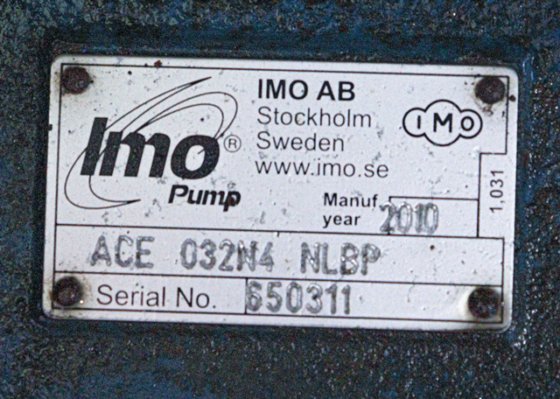 Imo®
Pump
IMO AB
Stockholm
Sweden
www.imo.se
IMO
Manuf
year 2010
1,031
ACE 032N4 NLBP
Serial No. 650311